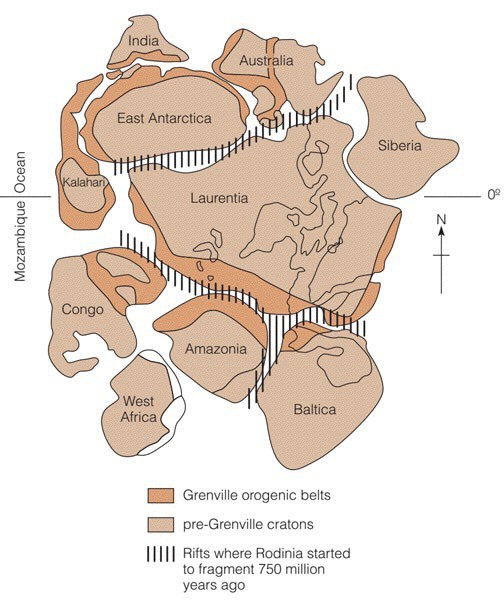 India
Australia
East Antarctica
Siberia
Kalahari
Laurentia
0º
N
Mozambique Ocean
Congo
Amazonia
West
Africa
Baltica
Grenville orogenic belts
pre-Grenville cratons
Rifts where Rodinia started
to fragment 750 million
years ago